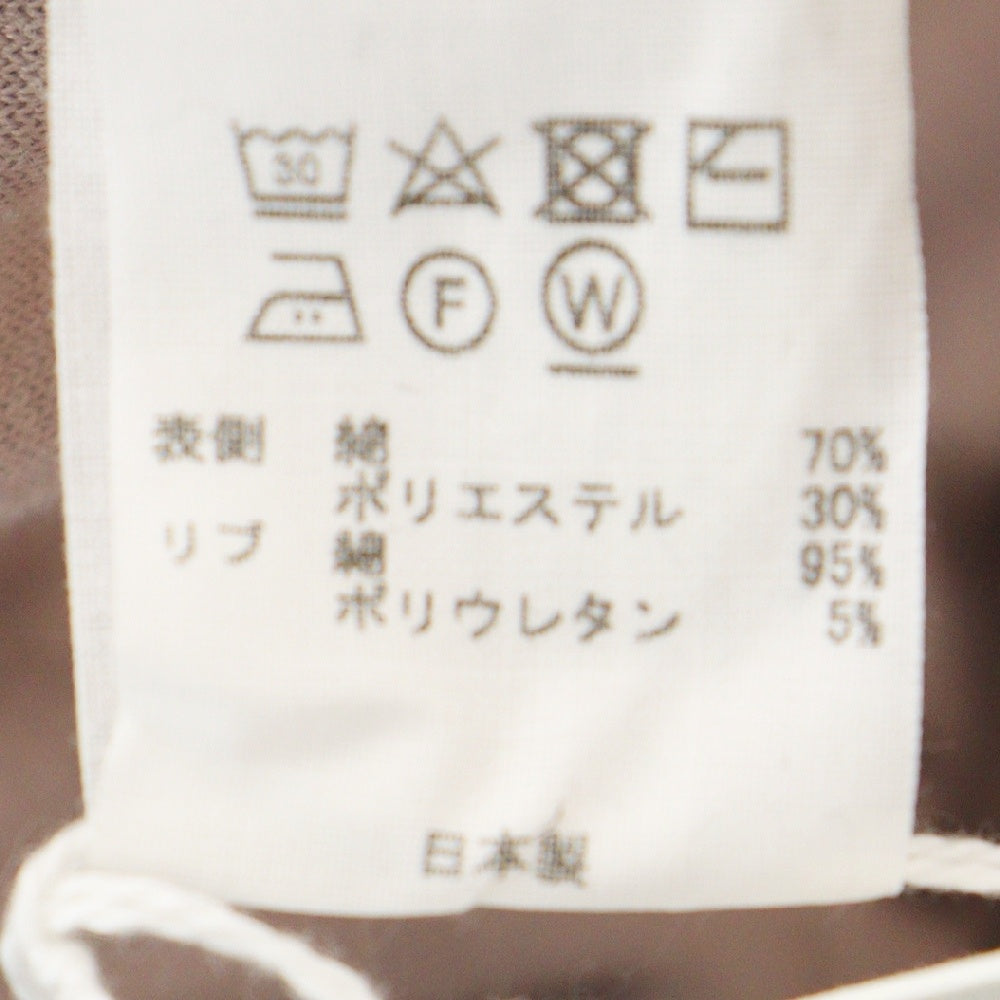 30
F W
表側 綿 70%
ポリエステル 30%
リブ 綿 95%
ポリウレタン 5%
日本製